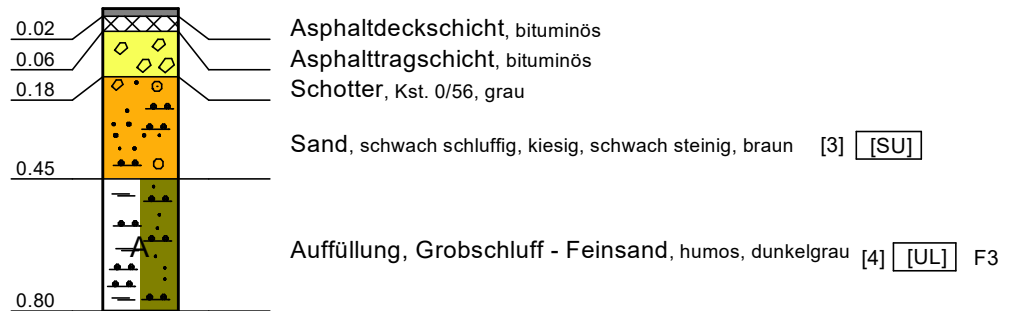 0.02 Asphaltdeckschicht, bituminös
0.06 Asphalttragschicht, bituminös
0.18 Schotter, Kst. 0/56, grau
Sand, schwach schluffig, kiesig, schwach steinig, braun [3] [SU]
0.45
A Auffüllung, Grobschluff - Feinsand, humos, dunkelgrau [4] [UL] F3
0.80